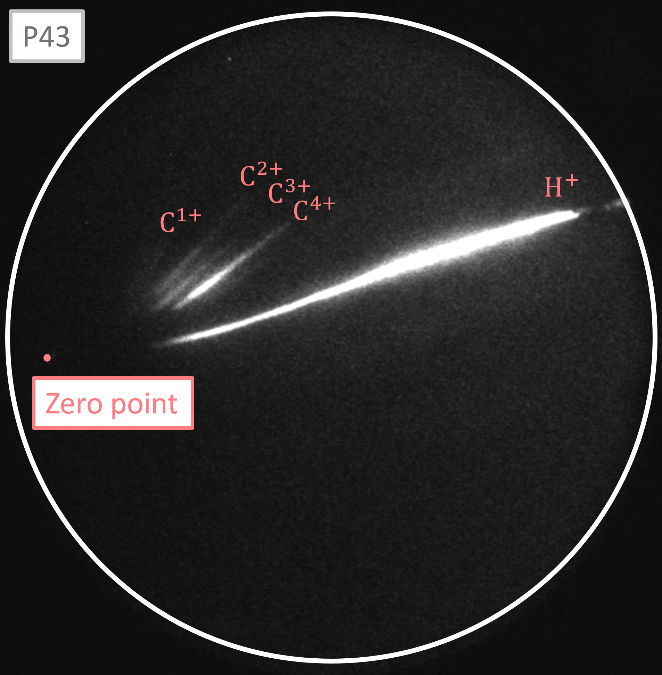 P43
C²⁺
C³⁺
C⁴⁺
C¹⁺
H⁺
Zero point